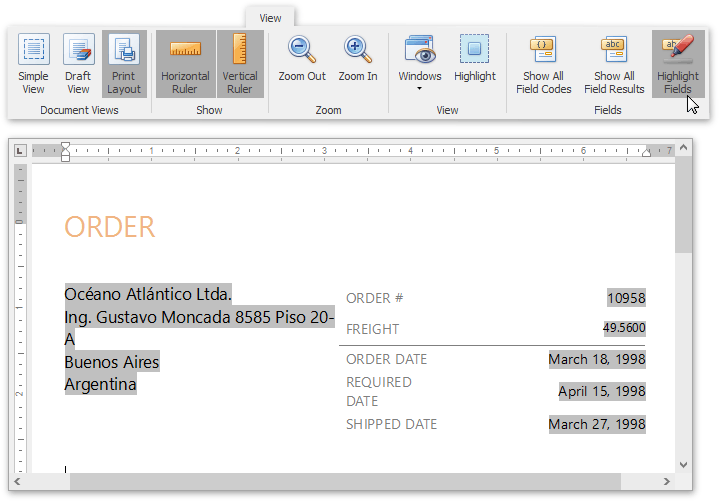 View
Simple View
Draft View
Print Layout
Document Views
Horizontal Ruler
Vertical Ruler
Show
Zoom Out
Zoom In
Zoom
Windows
Highlight
View
Show All Field Codes
Show All Field Results
Highlight Fields
Fields
L
1 2 3 4 5 6 7
0
1
2
ORDER
Océano Atlántico Ltda.
Ing. Gustavo Moncada 8585 Piso 20-
A
Buenos Aires
Argentina
ORDER # 10958
FREIGHT 49.5600
ORDER DATE March 18, 1998
REQUIRED
DATE April 15, 1998
SHIPPED DATE March 27, 1998